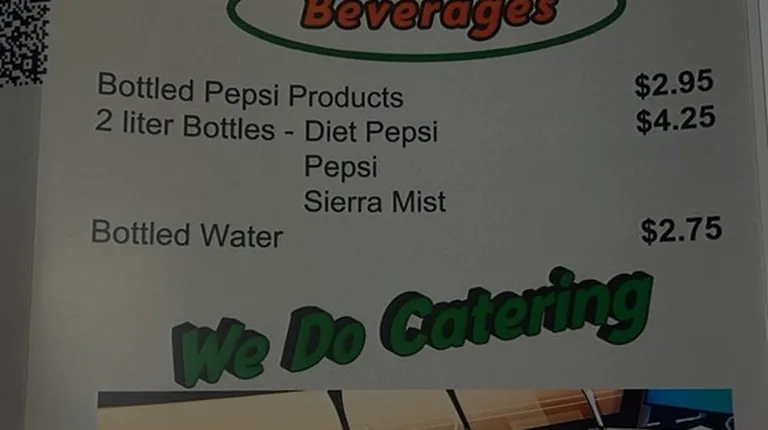 Beverages
Bottled Pepsi Products $2.95
2 liter Bottles - Diet Pepsi $4.25
Pepsi
Sierra Mist
Bottled Water $2.75
We Do Catering